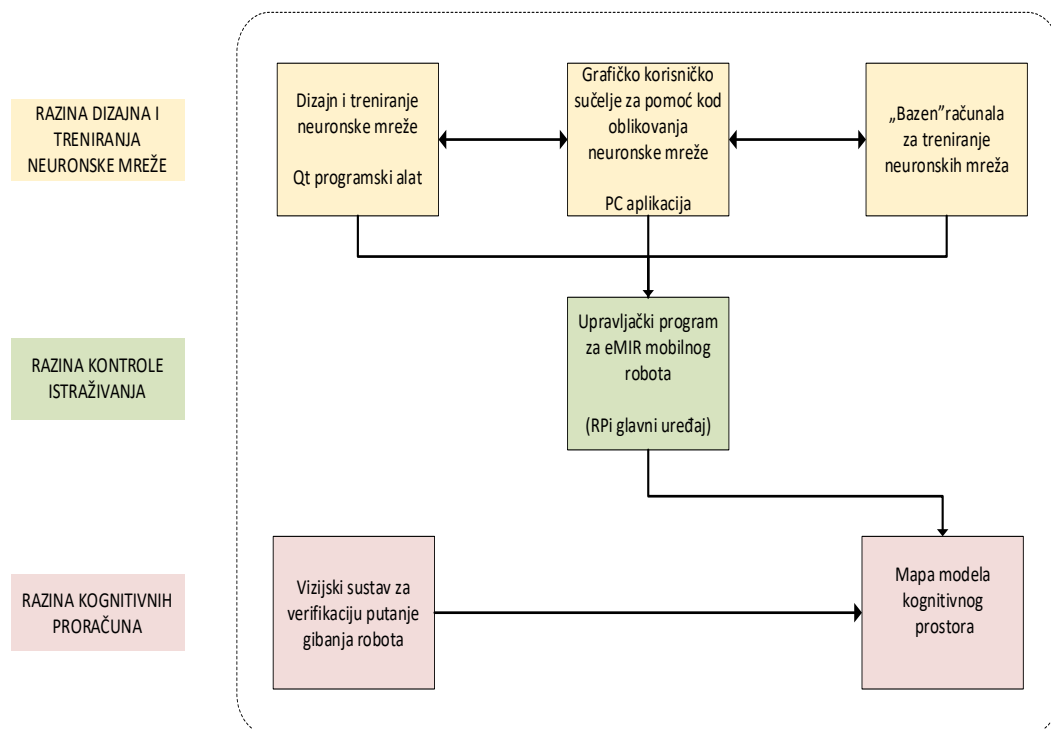 RAZINA DIZAJNA I
TRENIRANJA
NEURONSKE MREŽE
Dizajn i treniranje
neuronske mreže
Qt programski alat
Grafičko korisničko
sučelje za pomoć kod
oblikovanja
neuronske mreže
PC aplikacija
„Bazen”računala
za treniranje
neuronskih mreža
RAZINA KONTROLE
ISTRAŽIVANJA
Upravljački program
za eMIR mobilnog
robota
(RPi glavni uređaj)
RAZINA KOGNITIVNIH
PRORAČUNA
Vizijski sustav za
verifikaciju putanje
gibanja robota
Mapa modela
kognitivnog
prostora